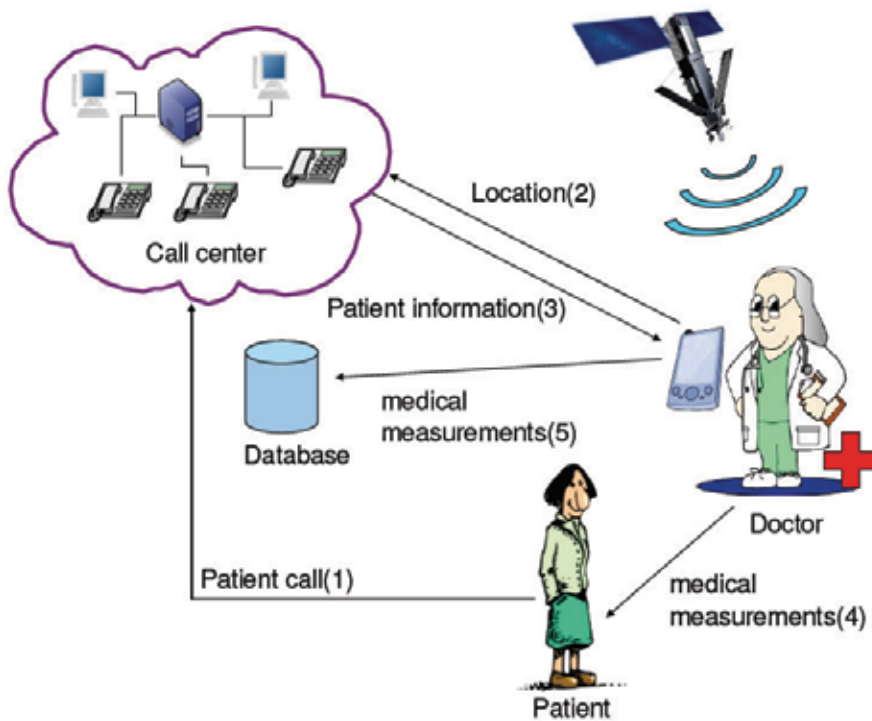 Call center
Location(2)
Patient information(3)
medical
measurements(5)
Database
Doctor
Patient call(1)
medical
measurements(4)
Patient